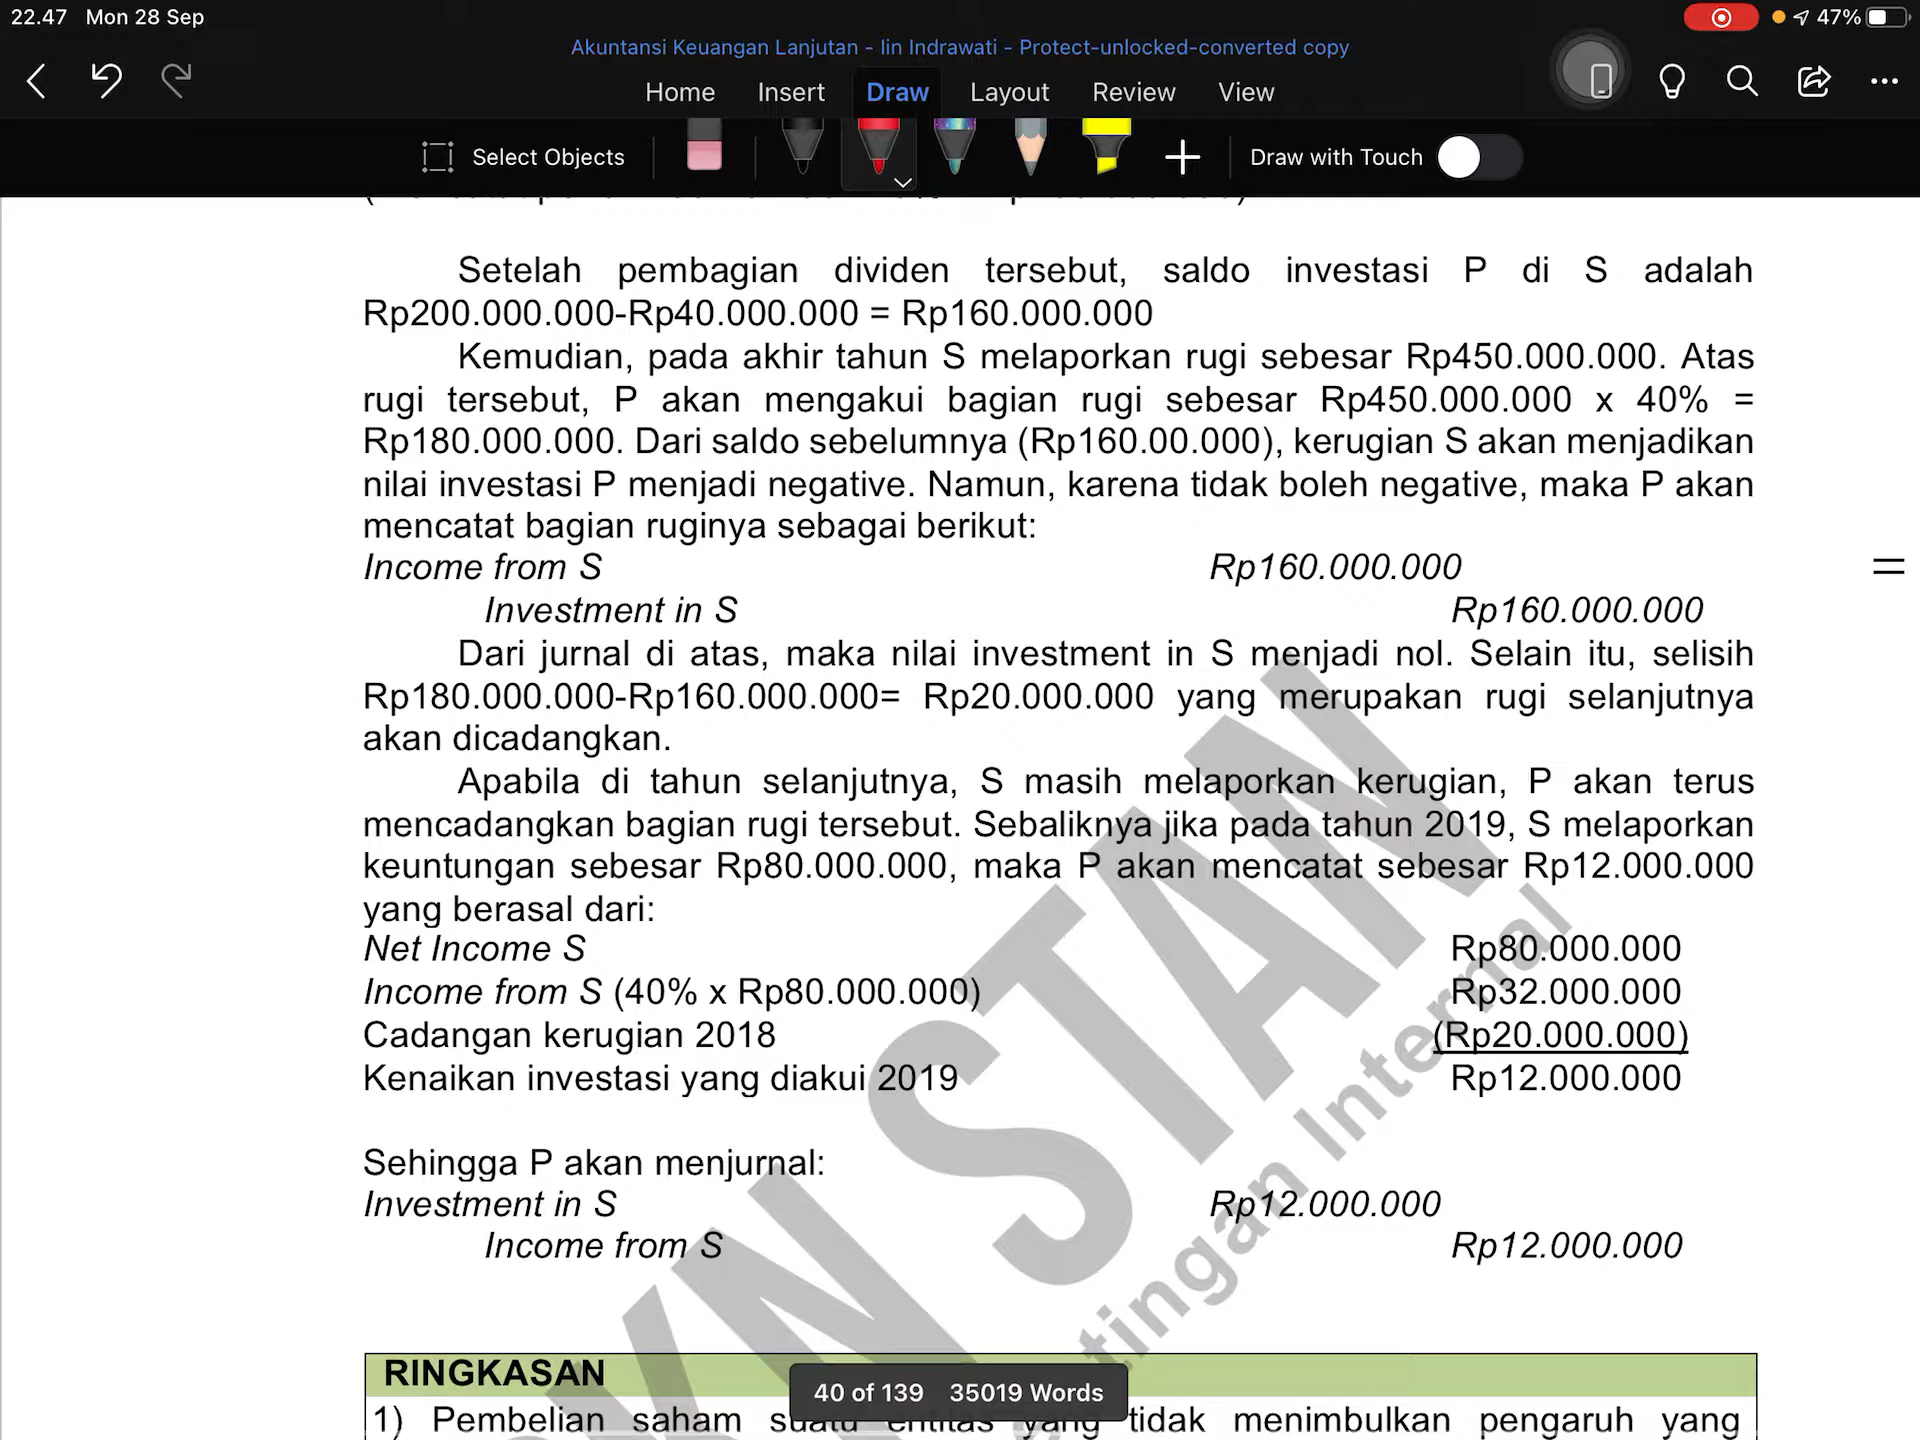 22.47 Mon 28 Sep
47%
Akuntansi Keuangan Lanjutan - Iin Indrawati - Protect-unlocked-converted copy
Home Insert Draw Layout Review View
Select Objects
Draw with Touch
Setelah pembagian dividen tersebut, saldo investasi P di S adalah
Rp200.000.000-Rp40.000.000 = Rp160.000.000
Kemudian, pada akhir tahun S melaporkan rugi sebesar Rp450.000.000. Atas
rugi tersebut, P akan mengakui bagian rugi sebesar Rp450.000.000 x 40% =
Rp180.000.000. Dari saldo sebelumnya (Rp160.00.000), kerugian S akan menjadikan
nilai investasi P menjadi negative. Namun, karena tidak boleh negative, maka P akan
mencatat bagian ruginya sebagai berikut:
Income from S Rp160.000.000
Investment in S Rp160.000.000
Dari jurnal di atas, maka nilai investment in S menjadi nol. Selain itu, selisih
Rp180.000.000-Rp160.000.000= Rp20.000.000 yang merupakan rugi selanjutnya
akan dicadangkan.
Apabila di tahun selanjutnya, S masih melaporkan kerugian, P akan terus
mencadangkan bagian rugi tersebut. Sebaliknya jika pada tahun 2019, S melaporkan
keuntungan sebesar Rp80.000.000, maka P akan mencatat sebesar Rp12.000.000
yang berasal dari:
Net Income S Rp80.000.000
Income from S (40% x Rp80.000.000) Rp32.000.000
Cadangan kerugian 2018 (Rp20.000.000)
Kenaikan investasi yang diakui 2019 Rp12.000.000
Sehingga P akan menjurnal:
Investment in S Rp12.000.000
Income from S Rp12.000.000
RINGKASAN
1) Pembelian saham suatu entitas yang tidak menimbulkan pengaruh yang
40 of 139 35019 Words
KN STAN
tingan Internal